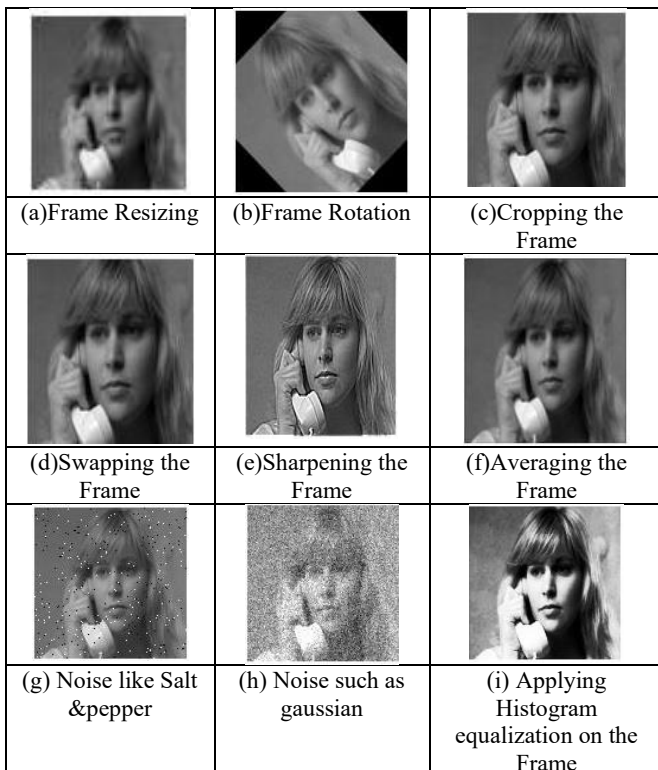 (a)Frame Resizing
(b)Frame Rotation
(c)Cropping the
Frame
(d)Swapping the
Frame
(e)Sharpening the
Frame
(f)Averaging the
Frame
(g) Noise like Salt
&pepper
(h) Noise such as
gaussian
(i) Applying
Histogram
equalization on the
Frame